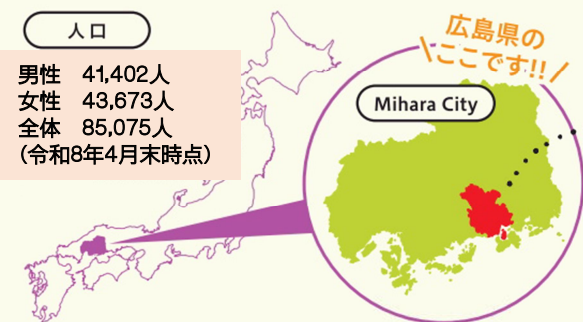 人口
男性　41,402人
女性　43,673人
全体　85,075人
（令和8年4月末時点）
広島県の
ここです!!
Mihara City